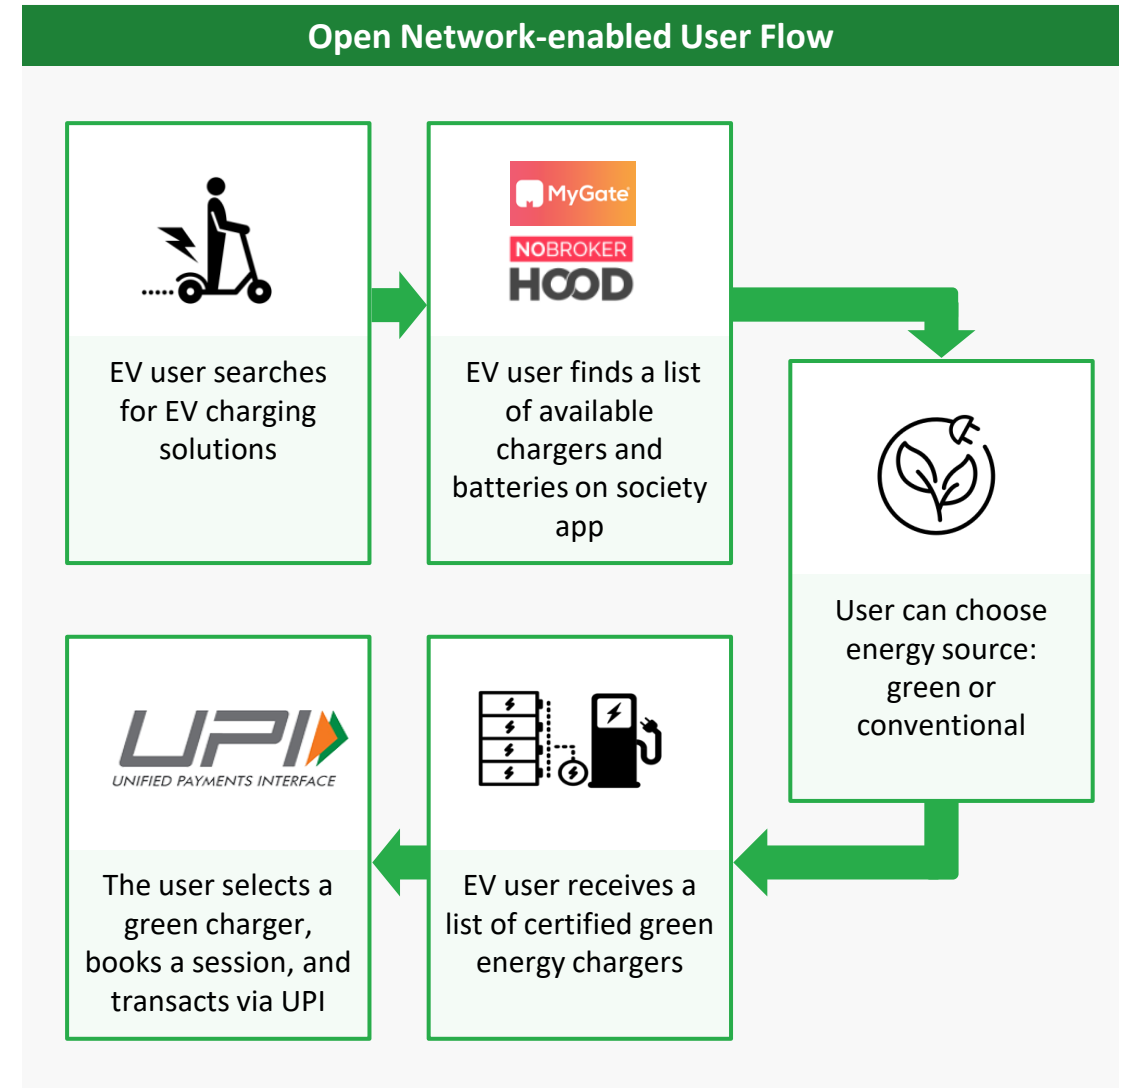 Open Network-enabled User Flow
MyGate
NOBROKER
HOOD
EV user searches
for EV charging
solutions
EV user finds a list
of available
chargers and
batteries on society
app
User can choose
energy source:
green or
conventional
EV user receives a
list of certified green
energy chargers
UPI
UNIFIED PAYMENTS INTERFACE
The user selects a
green charger,
books a session, and
transacts via UPI